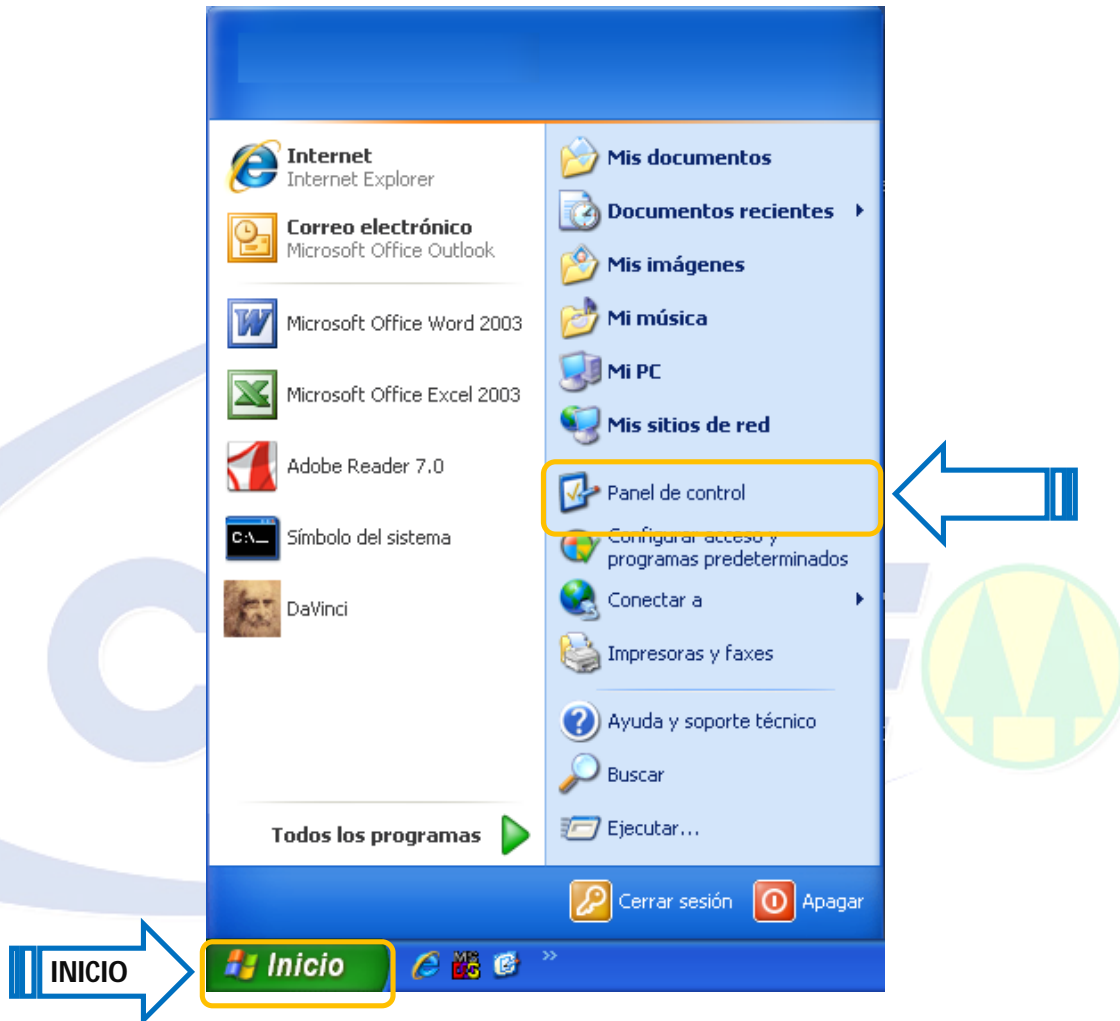 Internet
Internet Explorer
Correo electrónico
Microsoft Office Outlook
Microsoft Office Word 2003
Microsoft Office Excel 2003
Adobe Reader 7.0
C:\_
Símbolo del sistema
DaVinci
Todos los programas
Mis documentos
Documentos recientes
Mis imágenes
Mi música
Mi PC
Mis sitios de red
Panel de control
Configurar acceso y
programas predeterminados
Conectar a
Impresoras y faxes
Ayuda y soporte técnico
Buscar
Ejecutar...
Cerrar sesión
Apagar
INICIO
Inicio